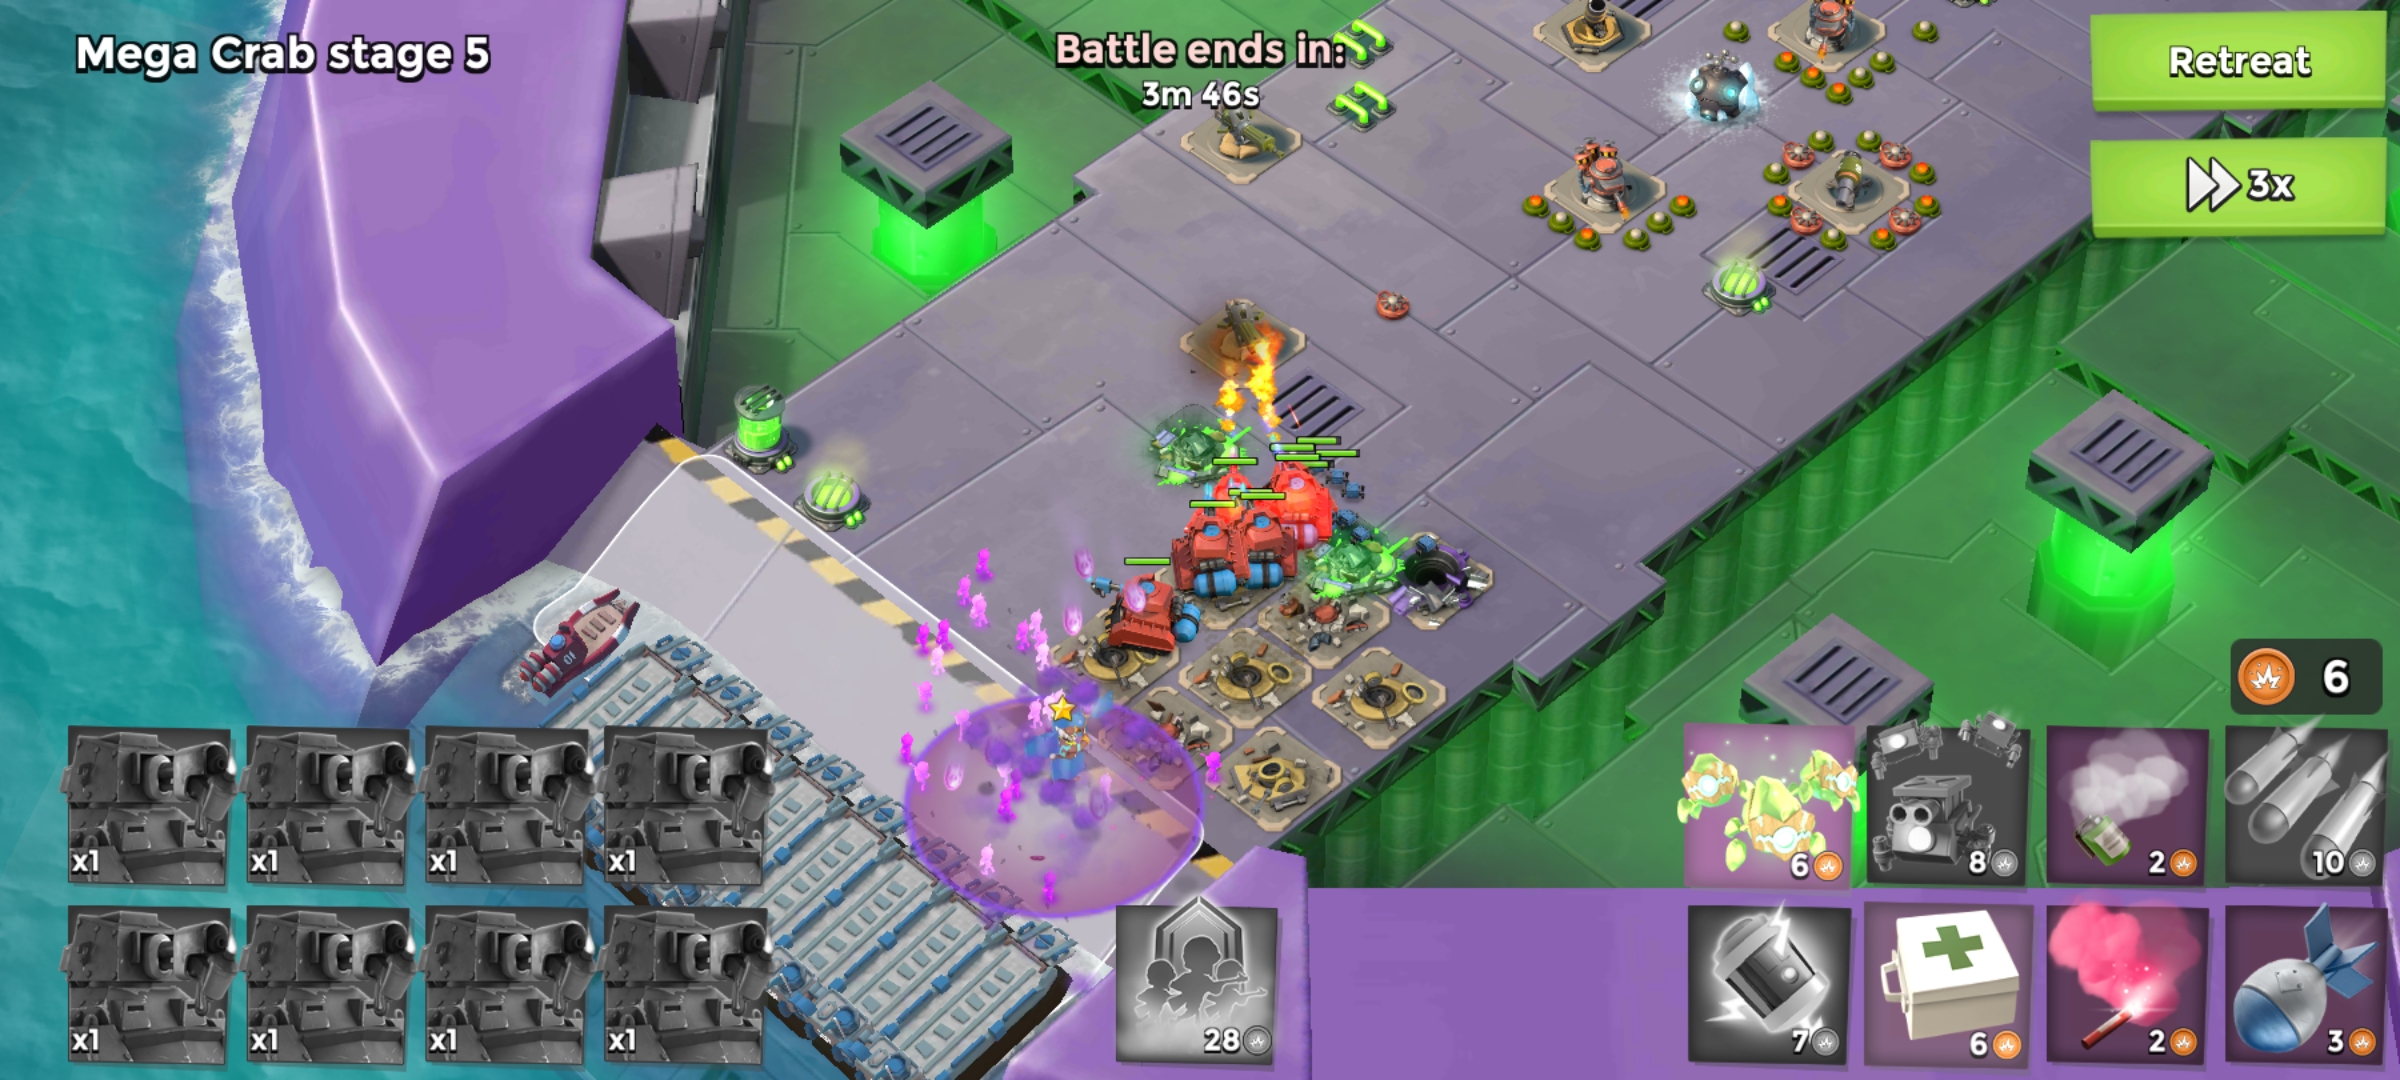 Mega Crab stage 5
Battle ends in:
3m 46s
Retreat
3x
6
6
8
2
10
x1
x1
x1
x1
28
7
6
2
3
x1
x1
x1
x1